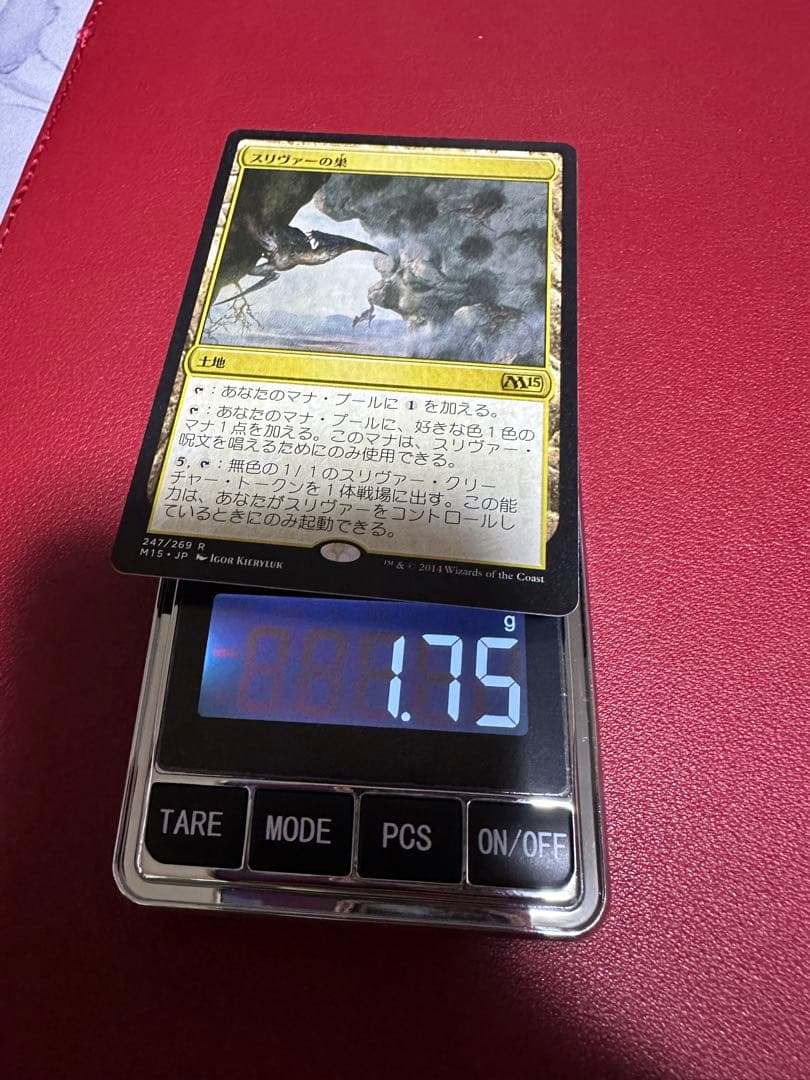 スリヴァーの巣
土地
M15
T:あなたのマナ・プールに 1 を加える。
T:あなたのマナ・プールに、好きな色1色の
マナ1点を加える。このマナは、スリヴァー・
呪文を唱えるためにのみ使用できる。
5, T:無色の1/1のスリヴァー・クリー
チャー・トークンを1体戦場に出す。この能
力は、あなたがスリヴァーをコントロールし
ているときにのみ起動できる。
247/269 R
M15 • JP IGOR KIERYLUK
™ & © 2014 Wizards of the Coast
g
1.75
TARE
MODE
PCS
ON/OFF